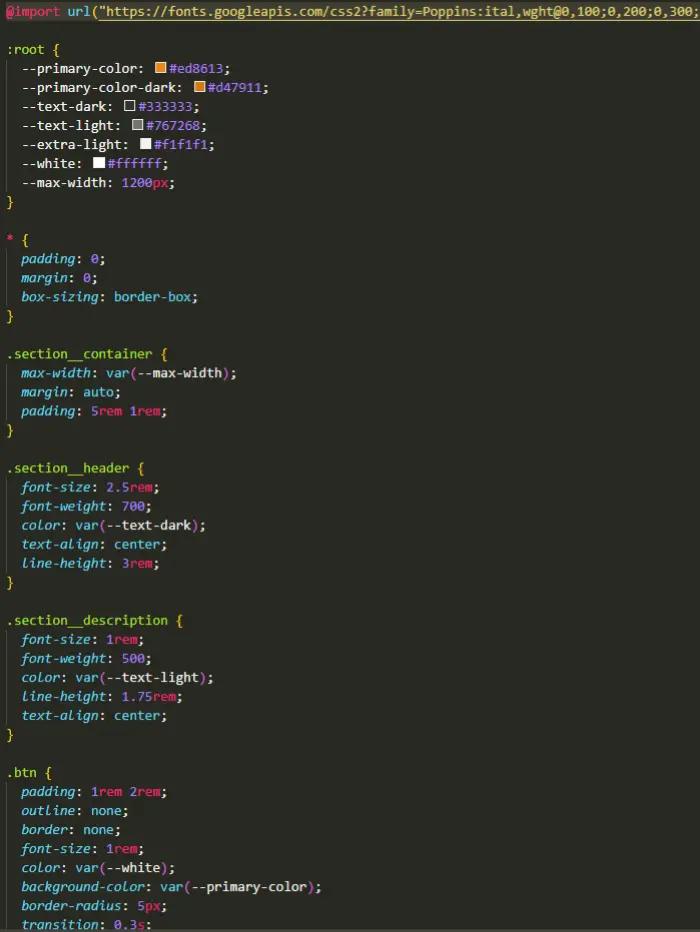 @import url("https://fonts.googleapis.com/css2?family=Poppins:ital,wght@0,100;0,200;0,300;
:root {
--primary-color: #ed8613;
--primary-color-dark: #d47911;
--text-dark: #333333;
--text-light: #767268;
--extra-light: #f1f1f1;
--white: #ffffff;
--max-width: 1200px;
}
* {
padding: 0;
margin: 0;
box-sizing: border-box;
}
.section__container {
max-width: var(--max-width);
margin: auto;
padding: 5rem 1rem;
}
.section__header {
font-size: 2.5rem;
font-weight: 700;
color: var(--text-dark);
text-align: center;
line-height: 3rem;
}
.section__description {
font-size: 1rem;
font-weight: 500;
color: var(--text-light);
line-height: 1.75rem;
text-align: center;
}
.btn {
padding: 1rem 2rem;
outline: none;
border: none;
font-size: 1rem;
color: var(--white);
background-color: var(--primary-color);
border-radius: 5px;
transition: 0.3s;